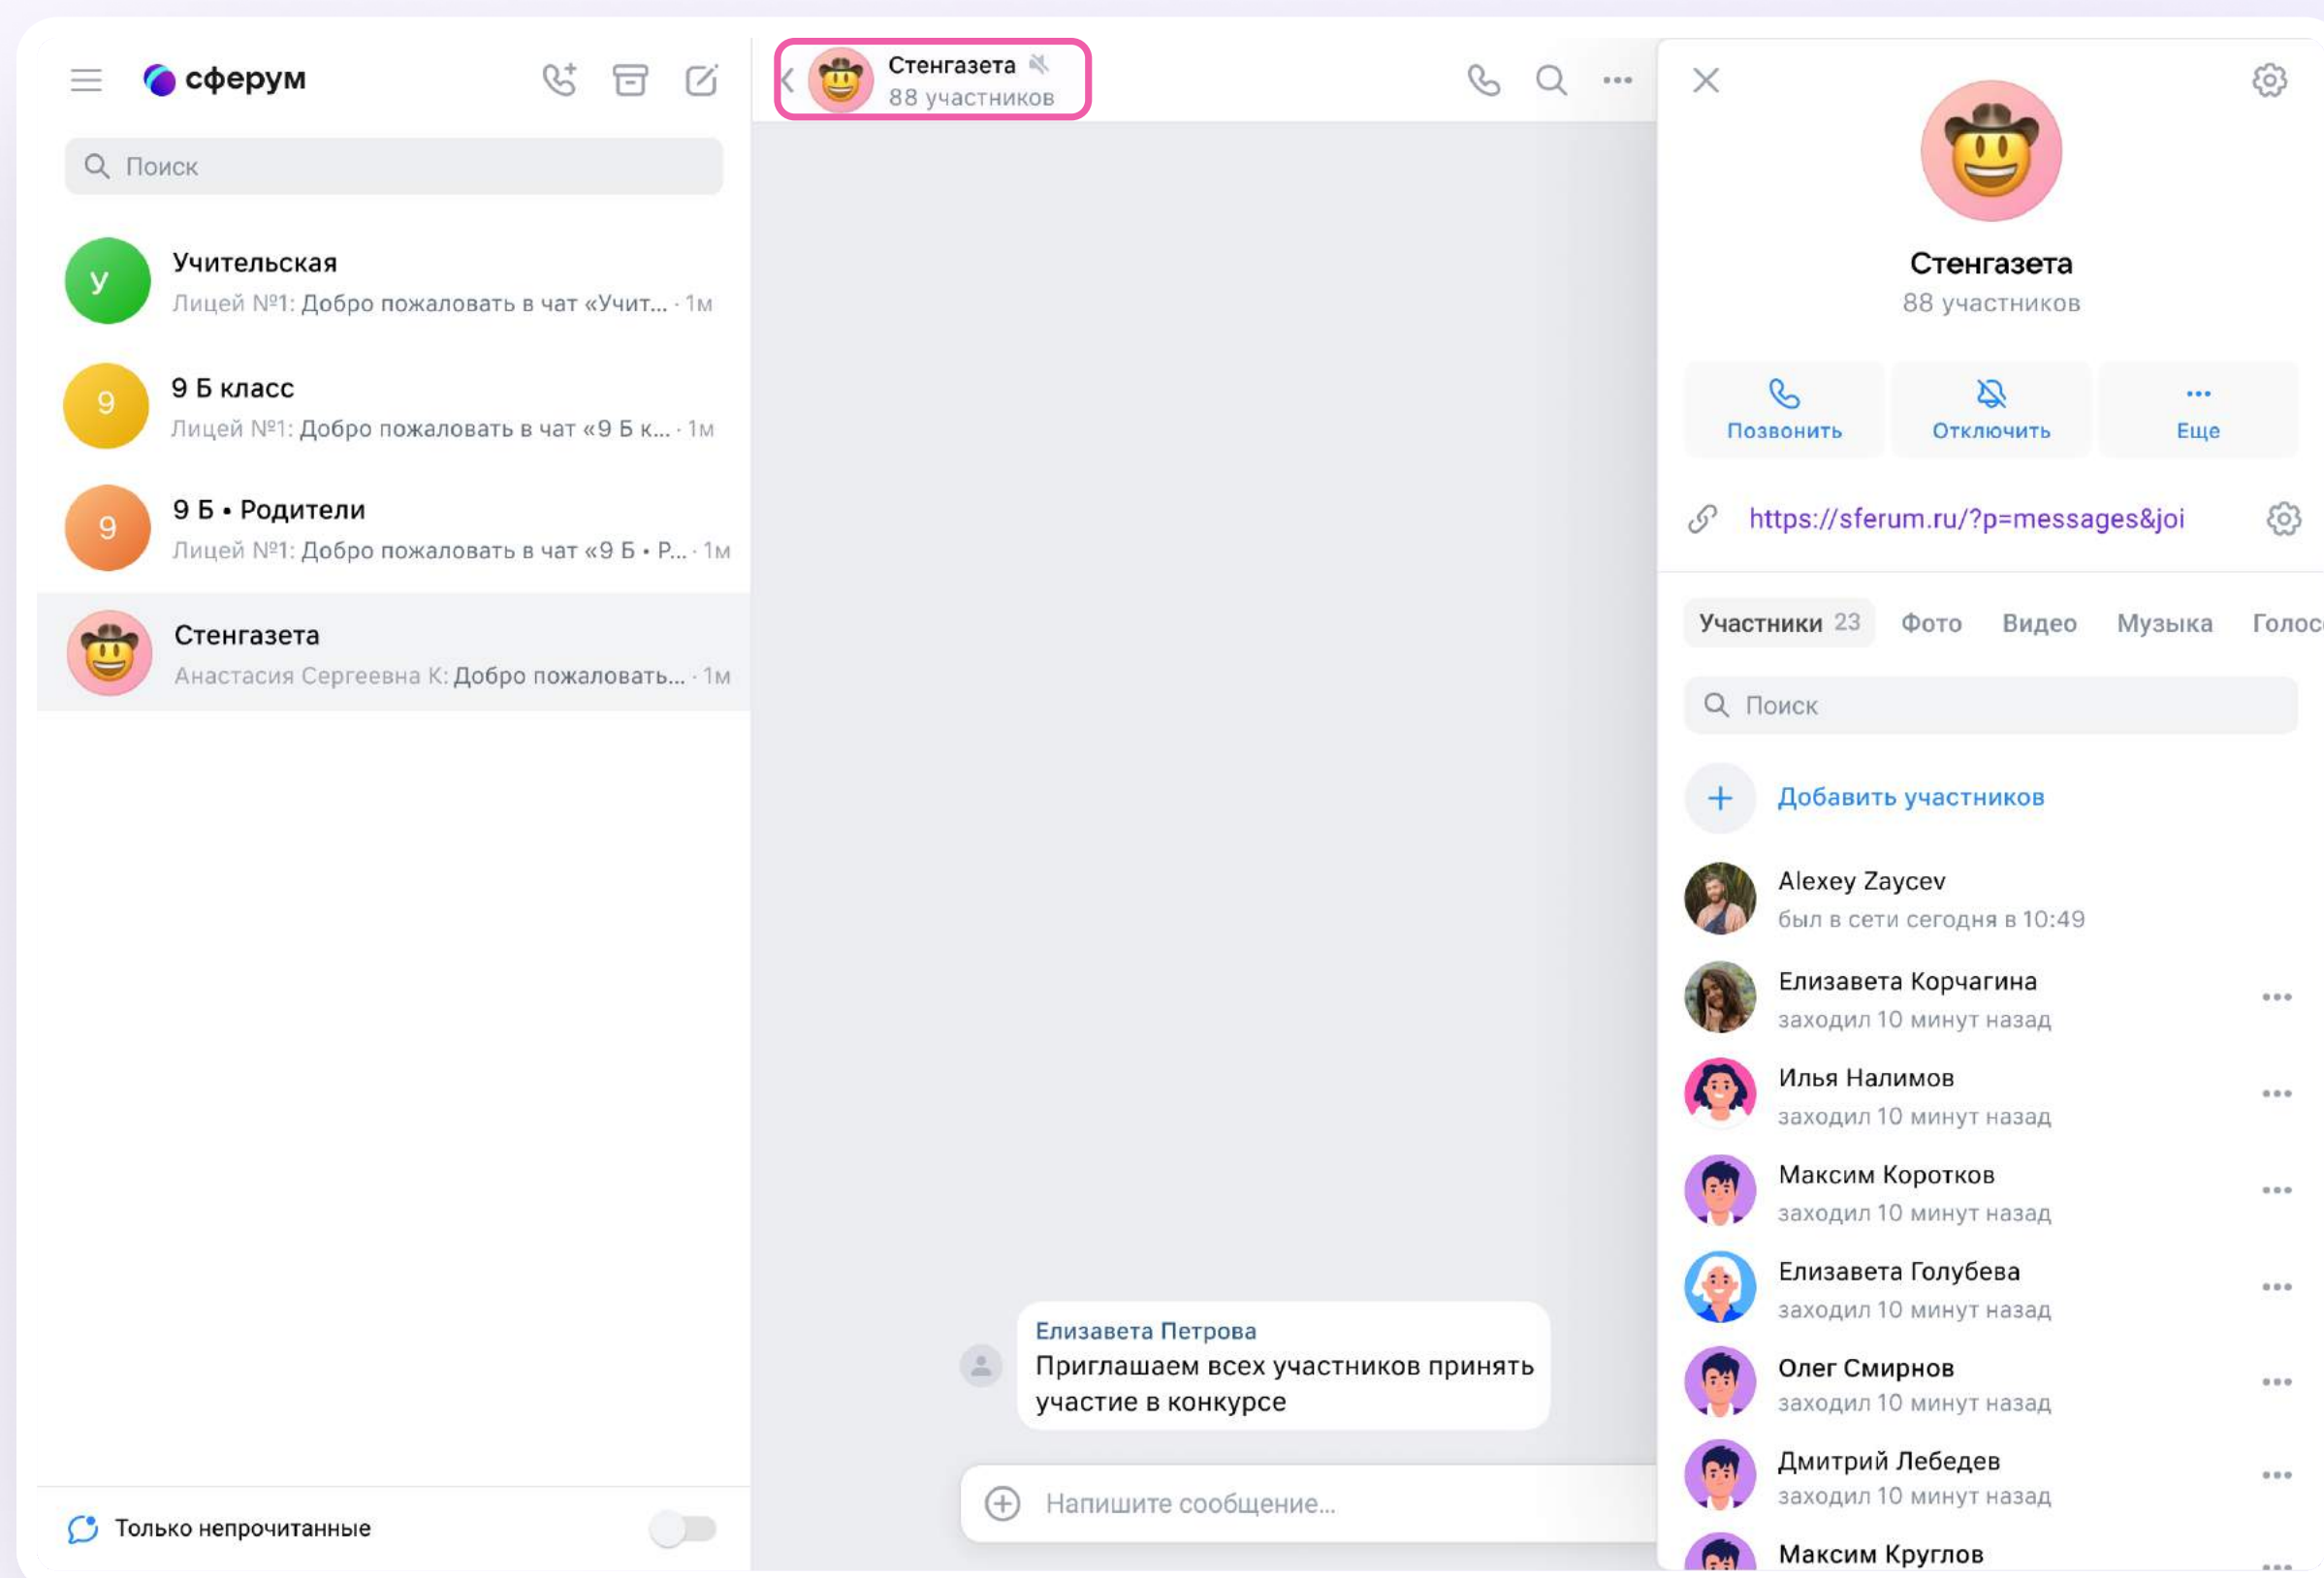 сферум
Поиск
У
Учительская
Лицей №1: Добро пожаловать в чат «Учит... · 1м
9
9 Б класс
Лицей №1: Добро пожаловать в чат «9 Б к... · 1м
9
9 Б • Родители
Лицей №1: Добро пожаловать в чат «9 Б • Р... · 1м
Стенгазета
Анастасия Сергеевна К: Добро пожаловать... · 1м
Только непрочитанные
Стенгазета
88 участников
Елизавета Петрова
Приглашаем всех участников принять
участие в конкурсе
Напишите сообщение...
Стенгазета
88 участников
Позвонить Отключить Еще
https://sferum.ru/?p=messages&joi
Участники 23 Фото Видео Музыка Голос
Поиск
Добавить участников
Alexey Zaycev
был в сети сегодня в 10:49
Елизавета Корчагина
заходил 10 минут назад
Илья Налимов
заходил 10 минут назад
Максим Коротков
заходил 10 минут назад
Елизавета Голубева
заходил 10 минут назад
Олег Смирнов
заходил 10 минут назад
Дмитрий Лебедев
заходил 10 минут назад
Максим Круглов